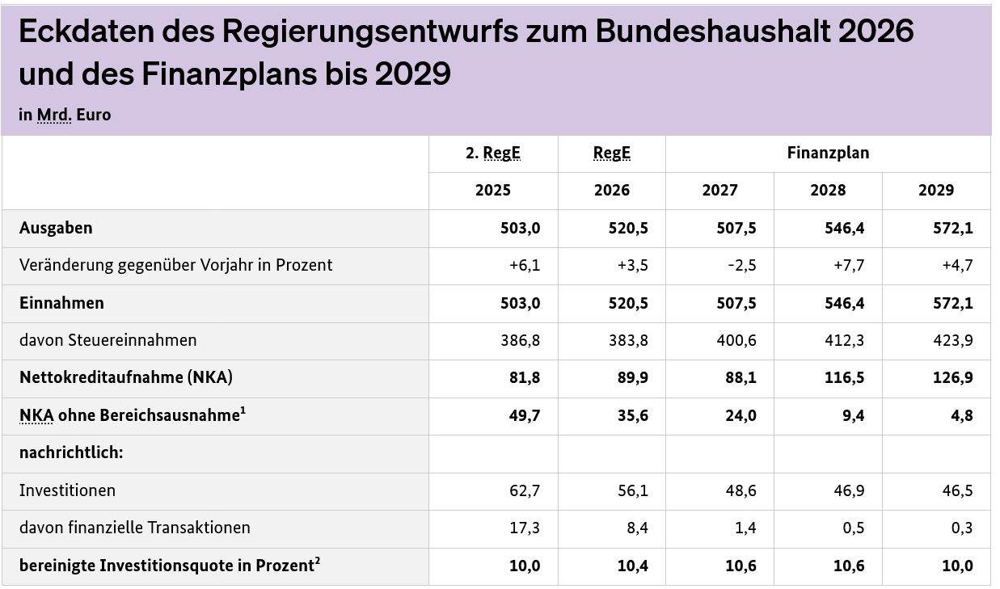 Eckdaten des Regierungsentwurfs zum Bundeshaushalt 2026
und des Finanzplans bis 2029
in Mrd. Euro
2. RegE RegE Finanzplan
2025 2026 2027 2028 2029
Ausgaben 503,0 520,5 507,5 546,4 572,1
Veränderung gegenüber Vorjahr in Prozent +6,1 +3,5 -2,5 +7,7 +4,7
Einnahmen 503,0 520,5 507,5 546,4 572,1
davon Steuereinnahmen 386,8 383,8 400,6 412,3 423,9
Nettokreditaufnahme (NKA) 81,8 89,9 88,1 116,5 126,9
NKA ohne Bereichsausnahme¹ 49,7 35,6 24,0 9,4 4,8
nachrichtlich:
Investitionen 62,7 56,1 48,6 46,9 46,5
davon finanzielle Transaktionen 17,3 8,4 1,4 0,5 0,3
bereinigte Investitionsquote in Prozent² 10,0 10,4 10,6 10,6 10,0